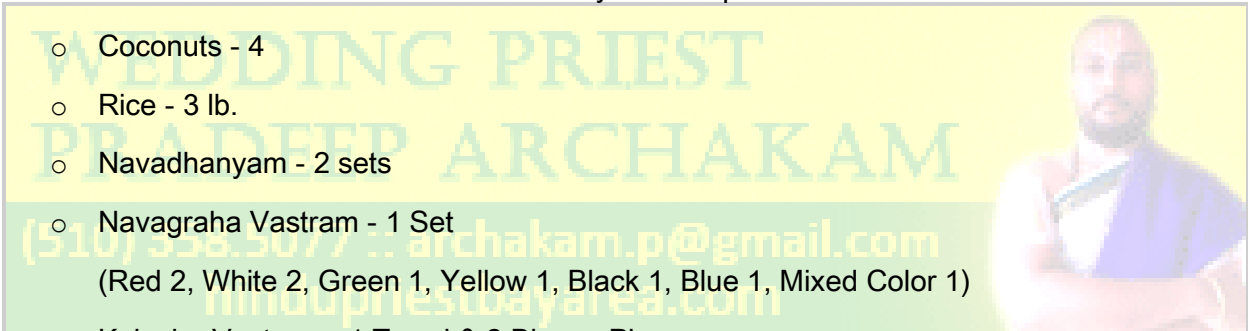 WEDDING PRIEST
PRADEEP ARCHAKAM
(510) 358.5077 :: archakam.p@gmail.com
hindupriestbayarea.com
o Coconuts - 4
o Rice - 3 lb.
o Navadhanyam - 2 sets
o Navagraha Vastram - 1 Set
(Red 2, White 2, Green 1, Yellow 1, Black 1, Blue 1, Mixed Color 1)